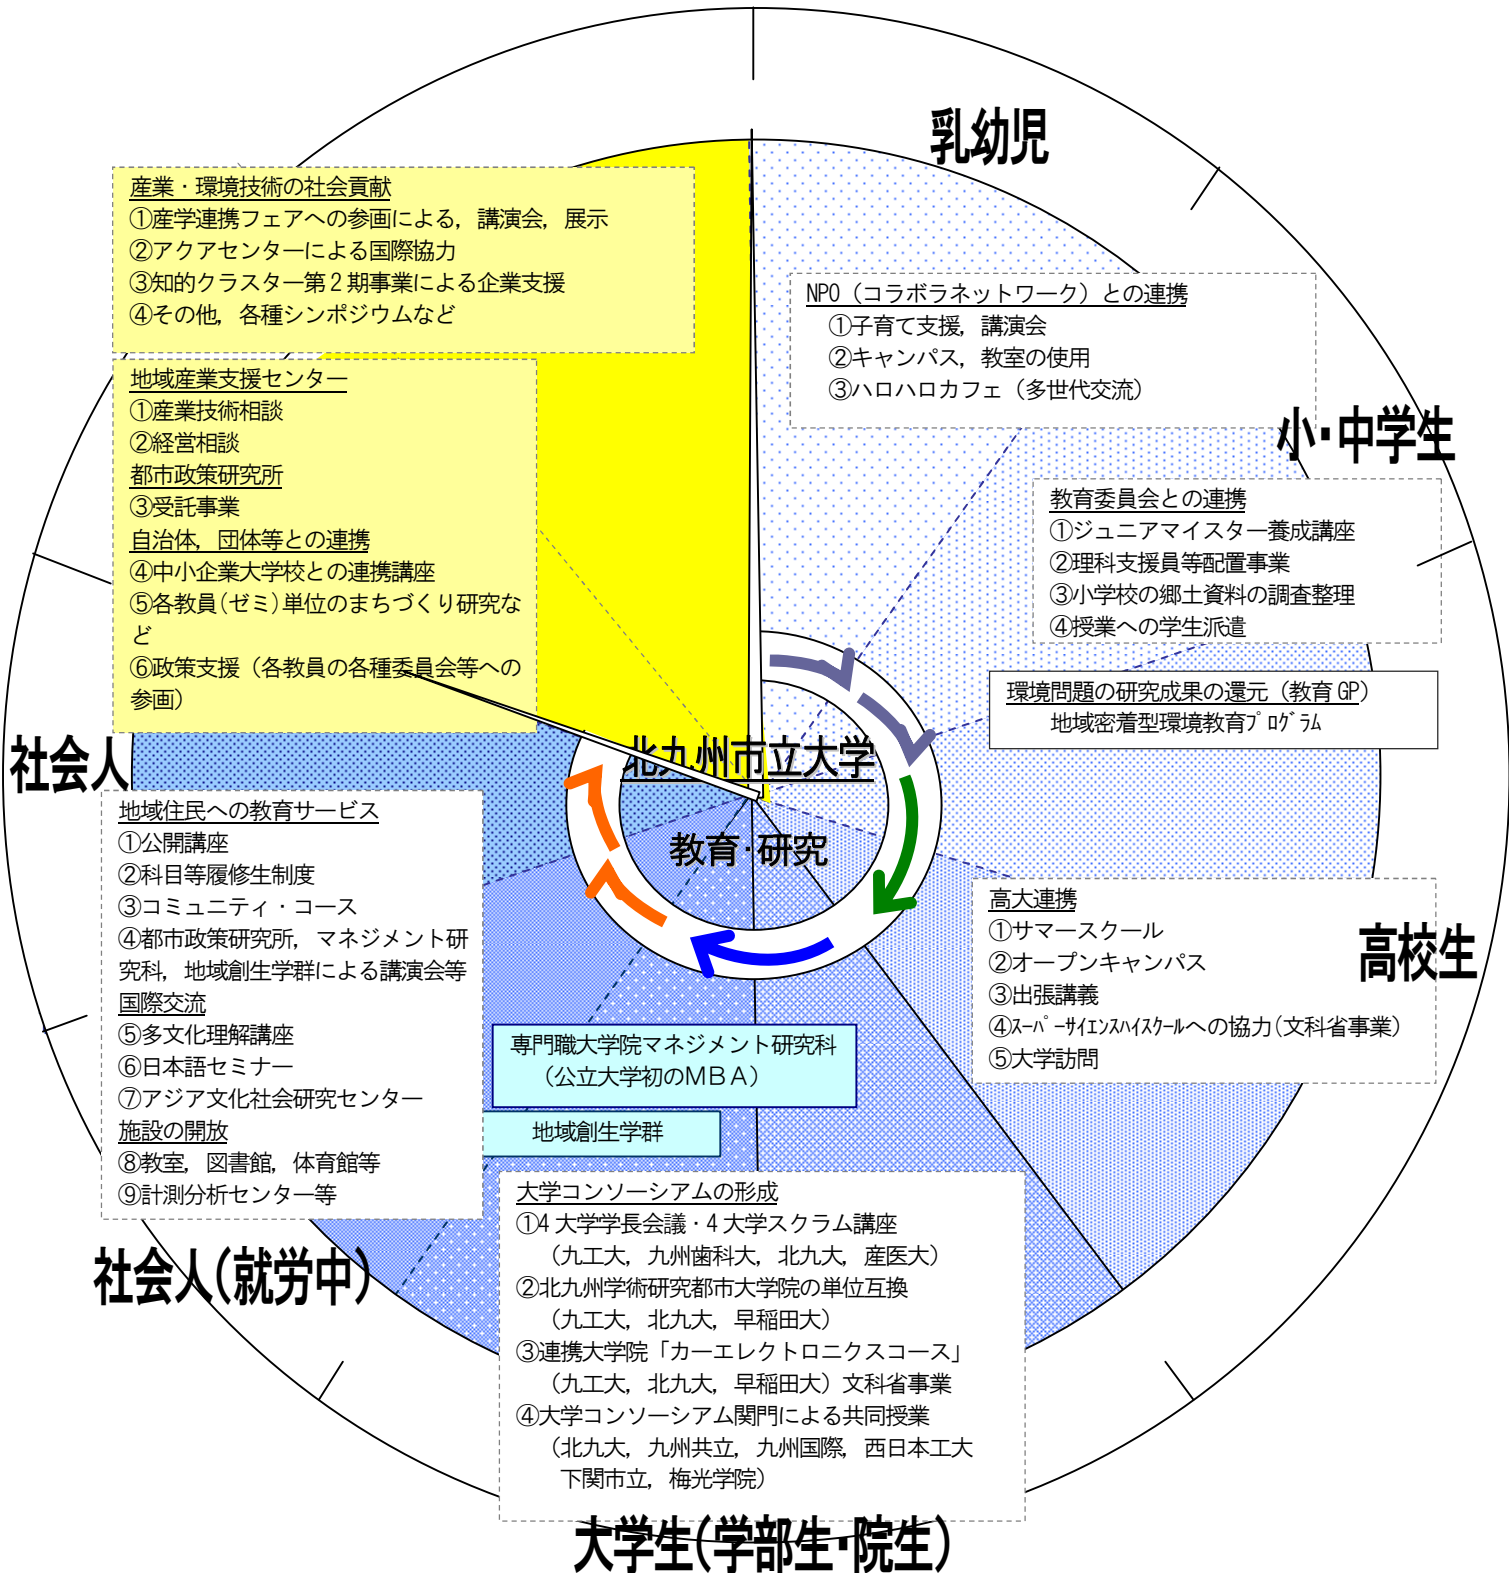 乳幼児
産業・環境技術の社会貢献
①産学連携フェアへの参画による，講演会，展示
②アクアセンターによる国際協力
③知的クラスター第２期事業による企業支援
④その他，各種シンポジウムなど
NPO（コラボラネットワーク）との連携
①子育て支援，講演会
②キャンパス，教室の使用
③ハロハロカフェ（多世代交流）
地域産業支援センター
①産業技術相談
②経営相談
都市政策研究所
③受託事業
自治体，団体等との連携
④中小企業大学校との連携講座
⑤各教員(ゼミ)単位のまちづくり研究な
ど
⑥政策支援（各教員の各種委員会等への
参画）
小・中学生
教育委員会との連携
①ジュニアマイスター養成講座
②理科支援員等配置事業
③小学校の郷土資料の調査整理
④授業への学生派遣
環境問題の研究成果の還元（教育 GP）
地域密着型環境教育ﾌﾟﾛｸﾞﾗﾑ
社会人
北九州市立大学
教育・研究
地域住民への教育サービス
①公開講座
②科目等履修生制度
③コミュニティ・コース
④都市政策研究所，マネジメント研
究科，地域創生学群による講演会等
国際交流
⑤多文化理解講座
⑥日本語セミナー
⑦アジア文化社会研究センター
施設の開放
⑧教室，図書館，体育館等
⑨計測分析センター等
高大連携
①サマースクール
②オープンキャンパス
③出張講義
④ｽｰﾊﾟｰｻｲｴﾝｽﾊｲｽｸｰﾙへの協力(文科省事業)
⑤大学訪問
高校生
専門職大学院マネジメント研究科
（公立大学初のＭＢＡ）
地域創生学群
社会人（就労中）
大学コンソーシアムの形成
①4 大学学長会議・4 大学スクラム講座
（九工大，九州歯科大，北九大，産医大）
②北九州学術研究都市大学院の単位互換
（九工大，北九大，早稲田大）
③連携大学院「カーエレクトロニクスコース」
（九工大，北九大，早稲田大）文科省事業
④大学コンソーシアム関門による共同授業
（北九大，九州共立，九州国際，西日本工大
下関市立，梅光学院）
大学生（学部生・院生）